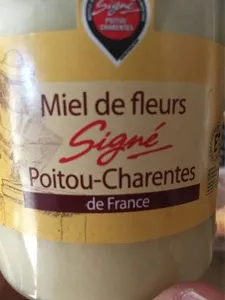 Signé
POITOU
CHARENTES
Miel de fleurs
Signé
Poitou-Charentes
de France